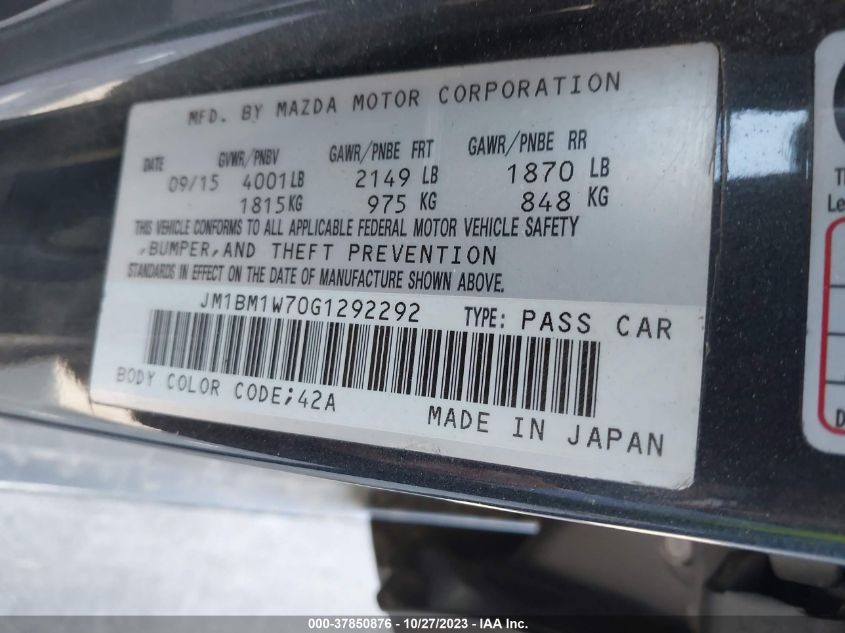 MFD. BY MAZDA MOTOR CORPORATION
DATE GVWR/PNBV GAWR/PNBE FRT GAWR/PNBE RR
09/15 4001LB 2149 LB 1870 LB
1815KG 975 KG 848 KG
THIS VEHICLE CONFORMS TO ALL APPLICABLE FEDERAL MOTOR VEHICLE SAFETY
,BUMPER,AND THEFT PREVENTION
STANDARDS IN EFFECT ON THE DATE OF MANUFACTURE SHOWN ABOVE.
JM1BM1W70G1292292 TYPE: PASS CAR
BODY COLOR CODE;42A
MADE IN JAPAN
000-37850876 - 10/27/2023 - IAA Inc.